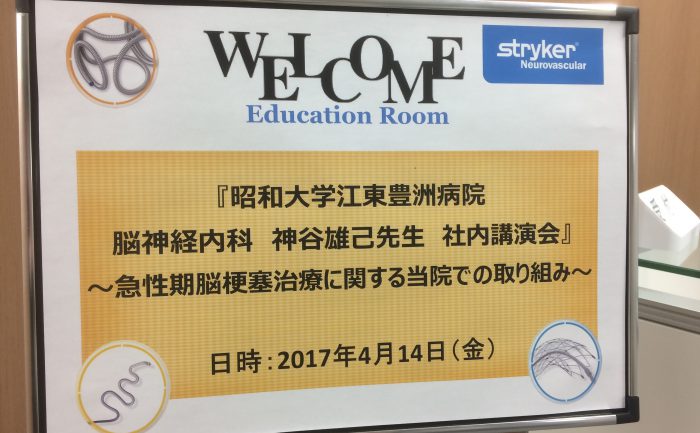 WELCOME
stryker®
Neurovascular
Education Room
『昭和大学江東豊洲病院
脳神経内科 神谷雄己先生 社内講演会』
~急性期脳梗塞治療に関する当院での取り組み~
日時:2017年4月14日(金)